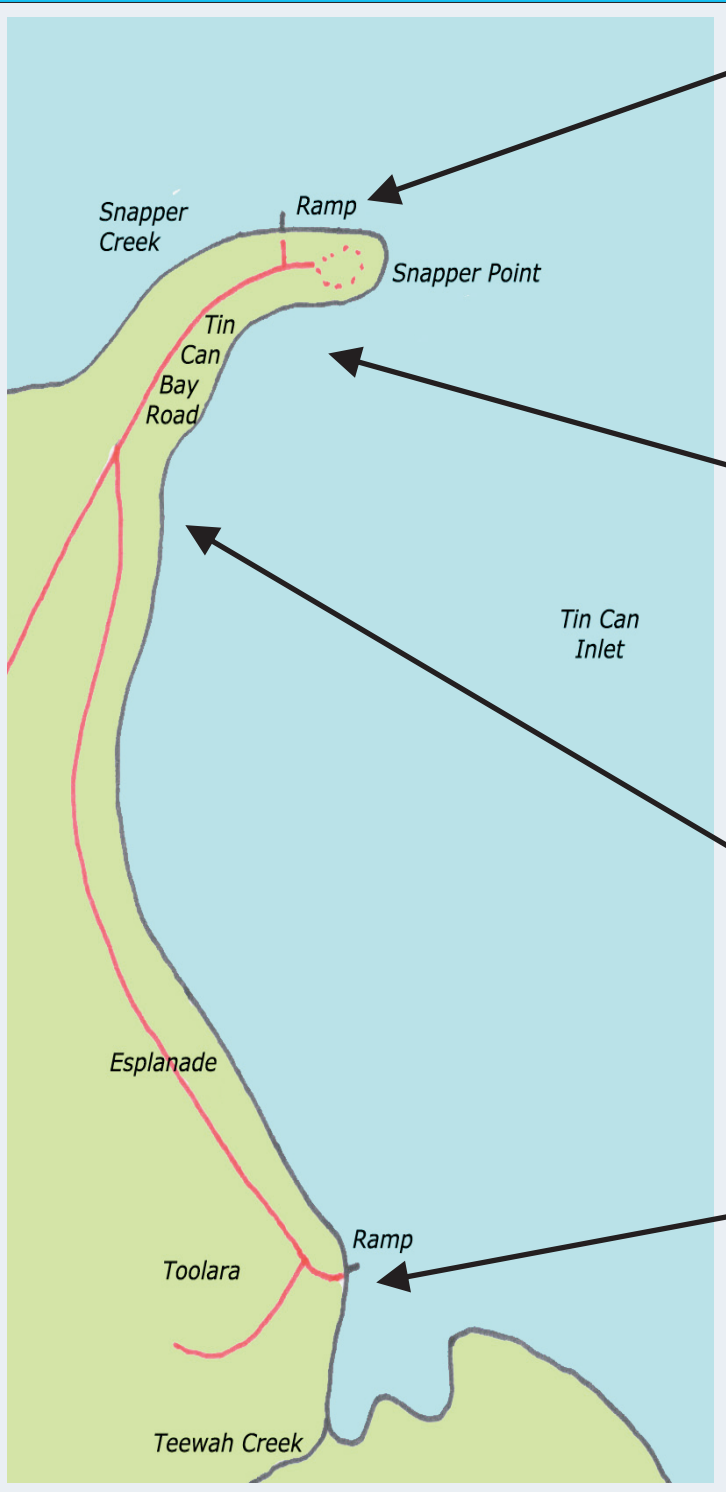 Ramp
Snapper
Creek
Snapper Point
Tin
Can
Bay
Road
Tin Can
Inlet
Esplanade
Ramp
Toolara
Teewah Creek